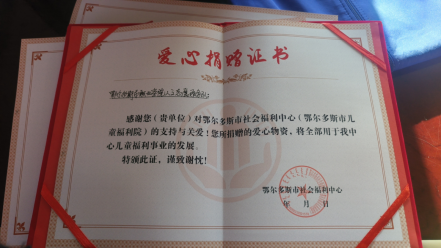 爱心捐赠证书
感谢您（贵单位）对鄂尔多斯市社会福利中心（鄂尔多斯市儿
童福利院）的支持与关爱！您所捐赠的爱心物资，将全部用于我中
心儿童福利事业的发展。
特颁此证，谨致谢忱！
鄂尔多斯市社会福利中心
年 月 日